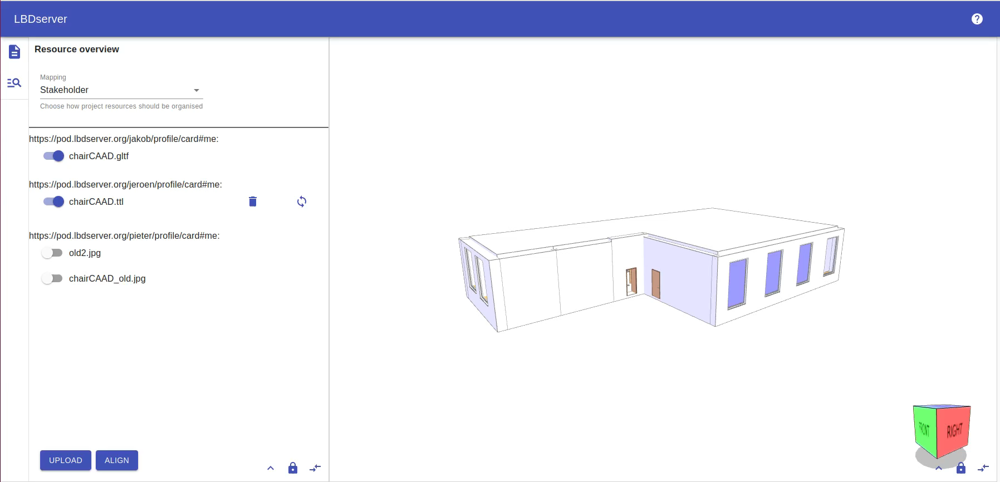 LBDserver
Resource overview
Mapping
Stakeholder
Choose how project resources should be organised
https://pod.lbdserver.org/jakob/profile/card#me:
chairCAAD.gltf
https://pod.lbdserver.org/jeroen/profile/card#me:
chairCAAD.ttl
https://pod.lbdserver.org/pieter/profile/card#me:
old2.jpg
chairCAAD_old.jpg
UPLOAD
ALIGN
FRONT
RIGHT